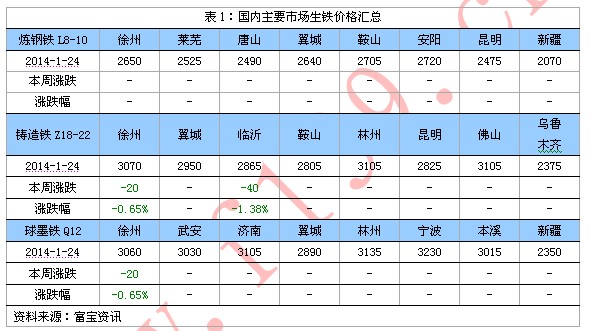 表 1：国内主要市场生铁价格汇总
炼钢铁 L8-10 徐州 莱芜 唐山 翼城 鞍山 安阳 昆明 新疆
2014-1-24 2650 2525 2490 2640 2705 2720 2475 2070
本周涨跌 – – – – – – – –
涨跌幅 – – – – – – – –
铸造铁 Z18-22 徐州 翼城 临沂 鞍山 林州 昆明 佛山 乌鲁
木齐
2014-1-24 3070 2950 2865 2805 3105 2825 3105 2375
本周涨跌 -20 – -40 – – – – –
涨跌幅 -0.65% – -1.38% – – – – –
球墨铁 Q12 徐州 武安 济南 翼城 林州 宁波 本溪 新疆
2014-1-24 3060 3030 3105 2890 3135 3230 3015 2350
本周涨跌 -20 – – – – – – –
涨跌幅 -0.65% – – – – – – –
资料来源：富宝资讯